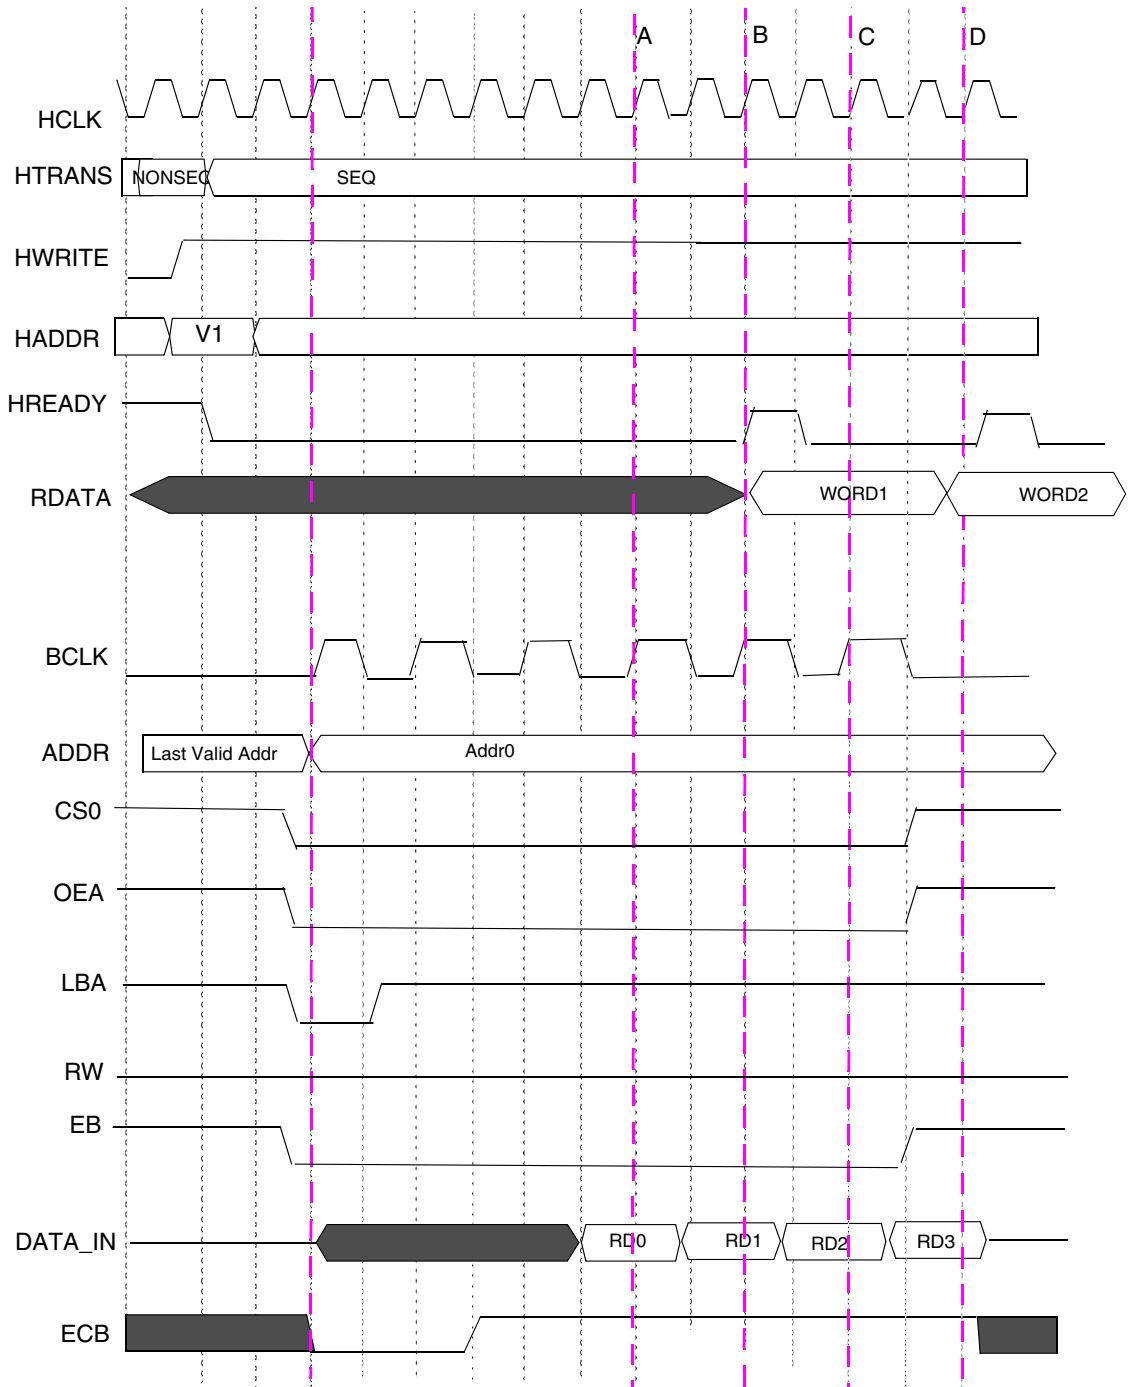 A B C D
HCLK
HTRANS NONSEQ SEQ
HWRITE
HADDR V1
HREADY
RDATA WORD1 WORD2
BCLK
ADDR Last Valid Addr Addr0
CS0
OEA
LBA
RW
EB
DATA_IN RD0 RD1 RD2 RD3
ECB